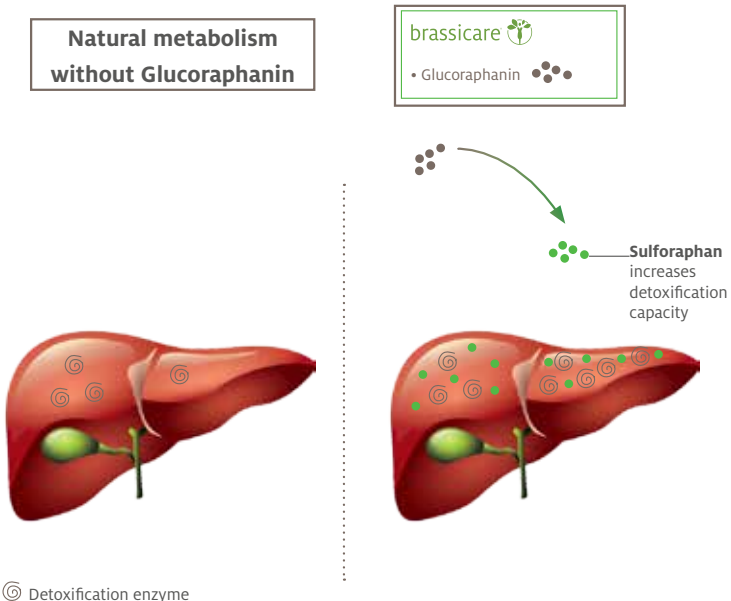 Natural metabolism
without Glucoraphanin
brassicare
• Glucoraphanin
Sulforaphan
increases
detoxification
capacity
Detoxification enzyme